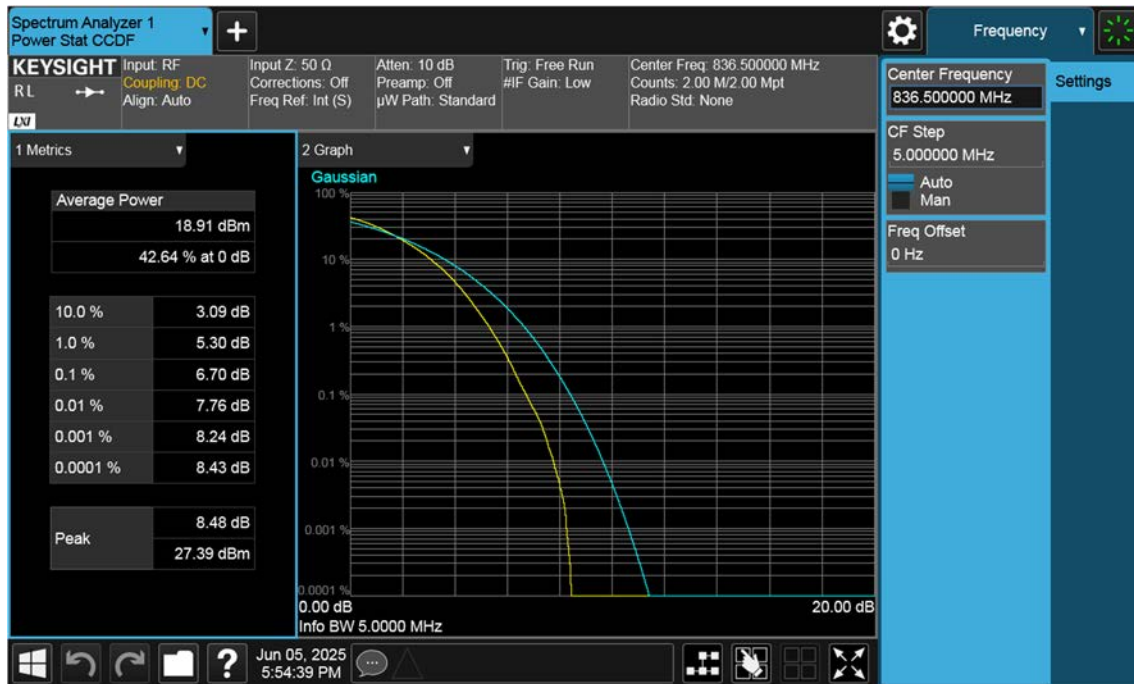 Spectrum Analyzer 1
Power Stat CCDF
Frequency
KEYSIGHT
RL
LXI
Input: RF
Coupling: DC
Align: Auto
Input Z: 50 Ω
Corrections: Off
Freq Ref: Int (S)
Atten: 10 dB
Preamp: Off
µW Path: Standard
Trig: Free Run
#IF Gain: Low
Center Freq: 836.500000 MHz
Counts: 2.00 M/2.00 Mpt
Radio Std: None
Center Frequency
836.500000 MHz
Settings
CF Step
5.000000 MHz
Auto
Man
Freq Offset
0 Hz
1 Metrics
Average Power
18.91 dBm
42.64 % at 0 dB
10.0 % 3.09 dB
1.0 % 5.30 dB
0.1 % 6.70 dB
0.01 % 7.76 dB
0.001 % 8.24 dB
0.0001 % 8.43 dB
Peak 8.48 dB
27.39 dBm
2 Graph
Gaussian
100 %
10 %
1 %
0.1 %
0.01 %
0.001 %
0.0001 %
0.00 dB 20.00 dB
Info BW 5.0000 MHz
?
Jun 05, 2025
5:54:39 PM